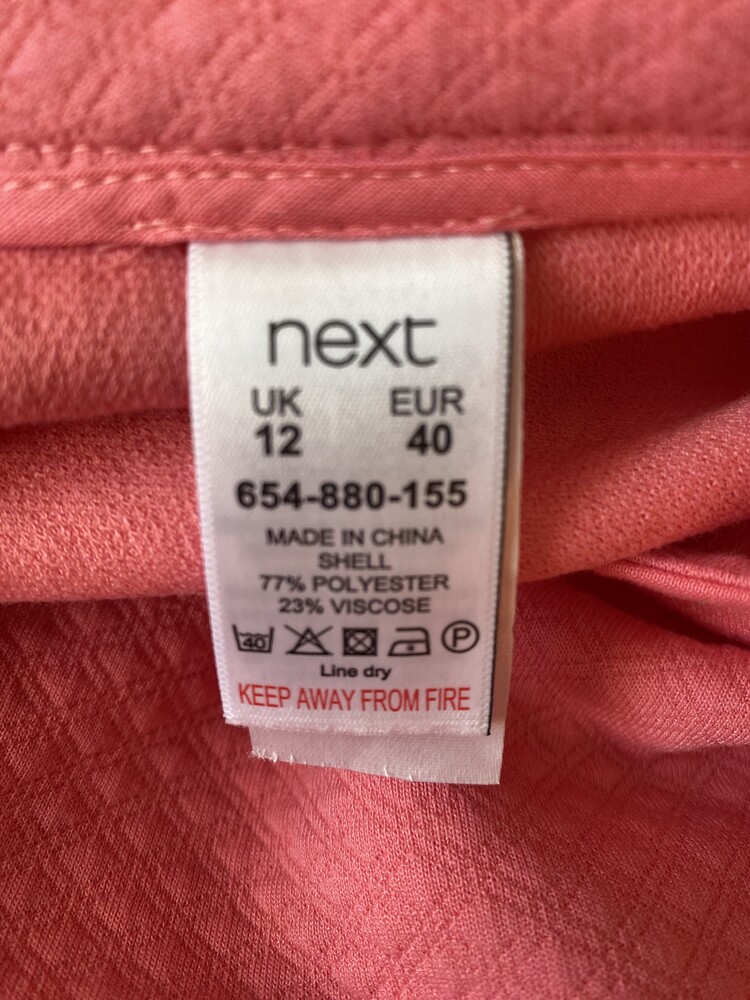 next
UK EUR
12 40
654-880-155
MADE IN CHINA
SHELL
77% POLYESTER
23% VISCOSE
40 P
Line dry
KEEP AWAY FROM FIRE